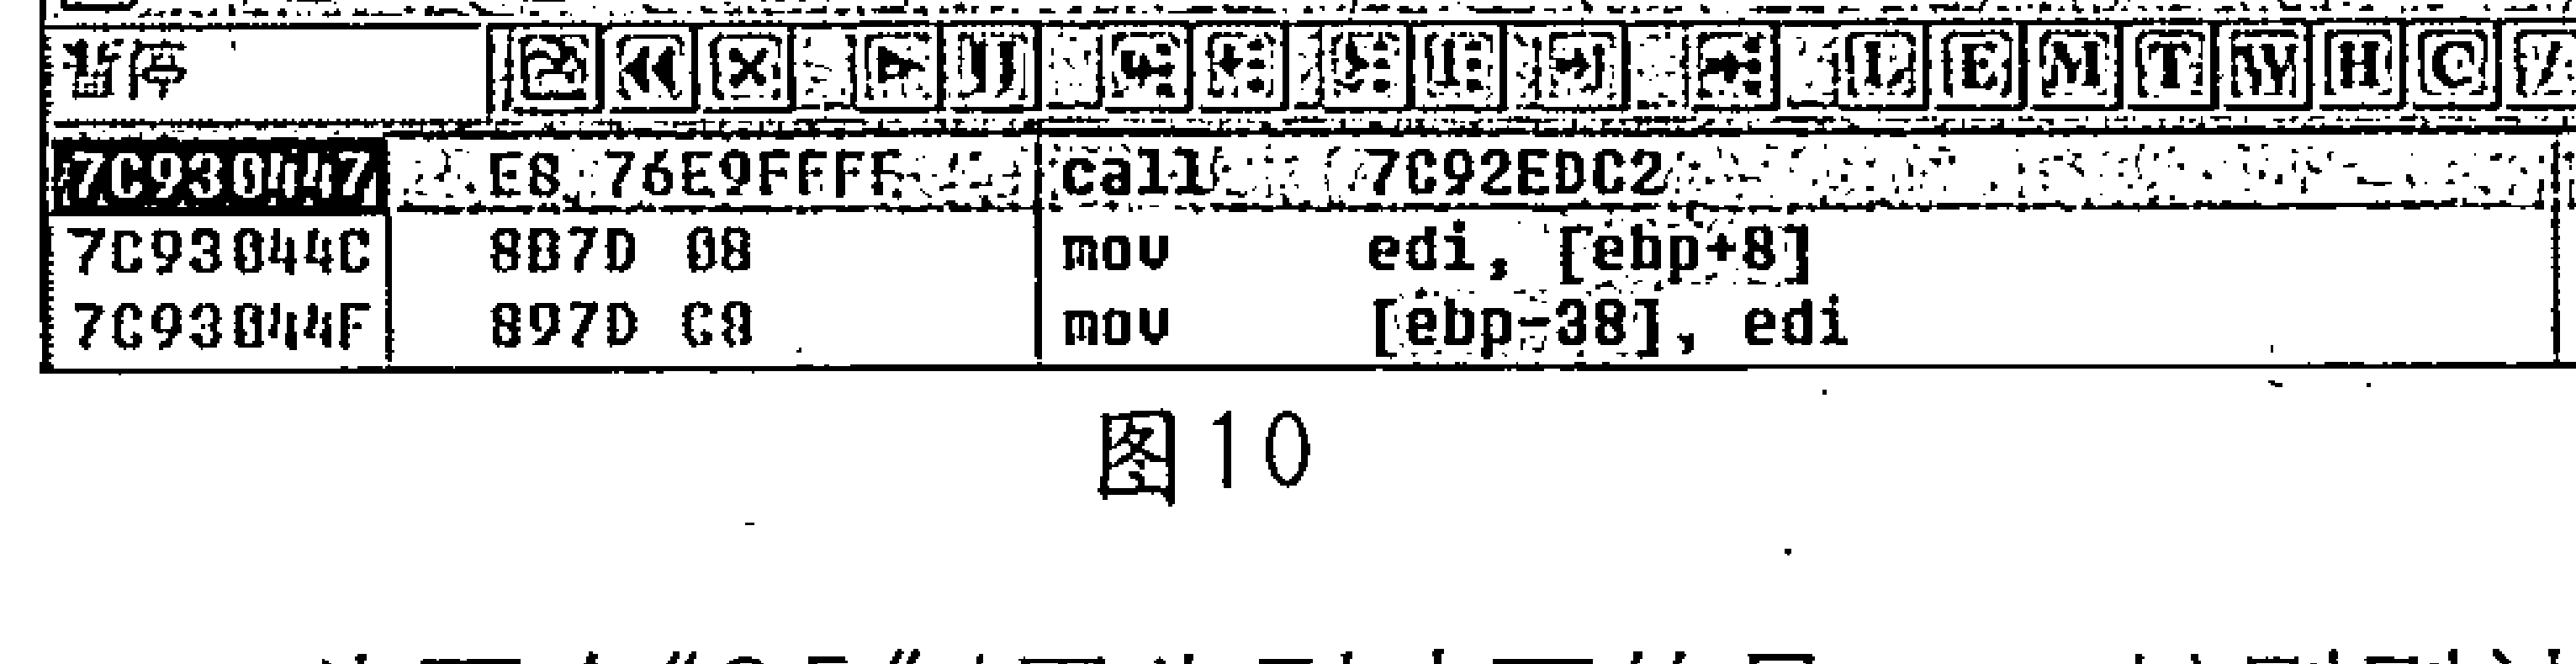 暂停 L E M T W H C /
7C930447 E8 76E9FFFF call 7C92EDC2
7C93044C 8B7D 08 mov edi, [ebp+8]
7C93044F 897D C8 mov [ebp-38], edi
图10